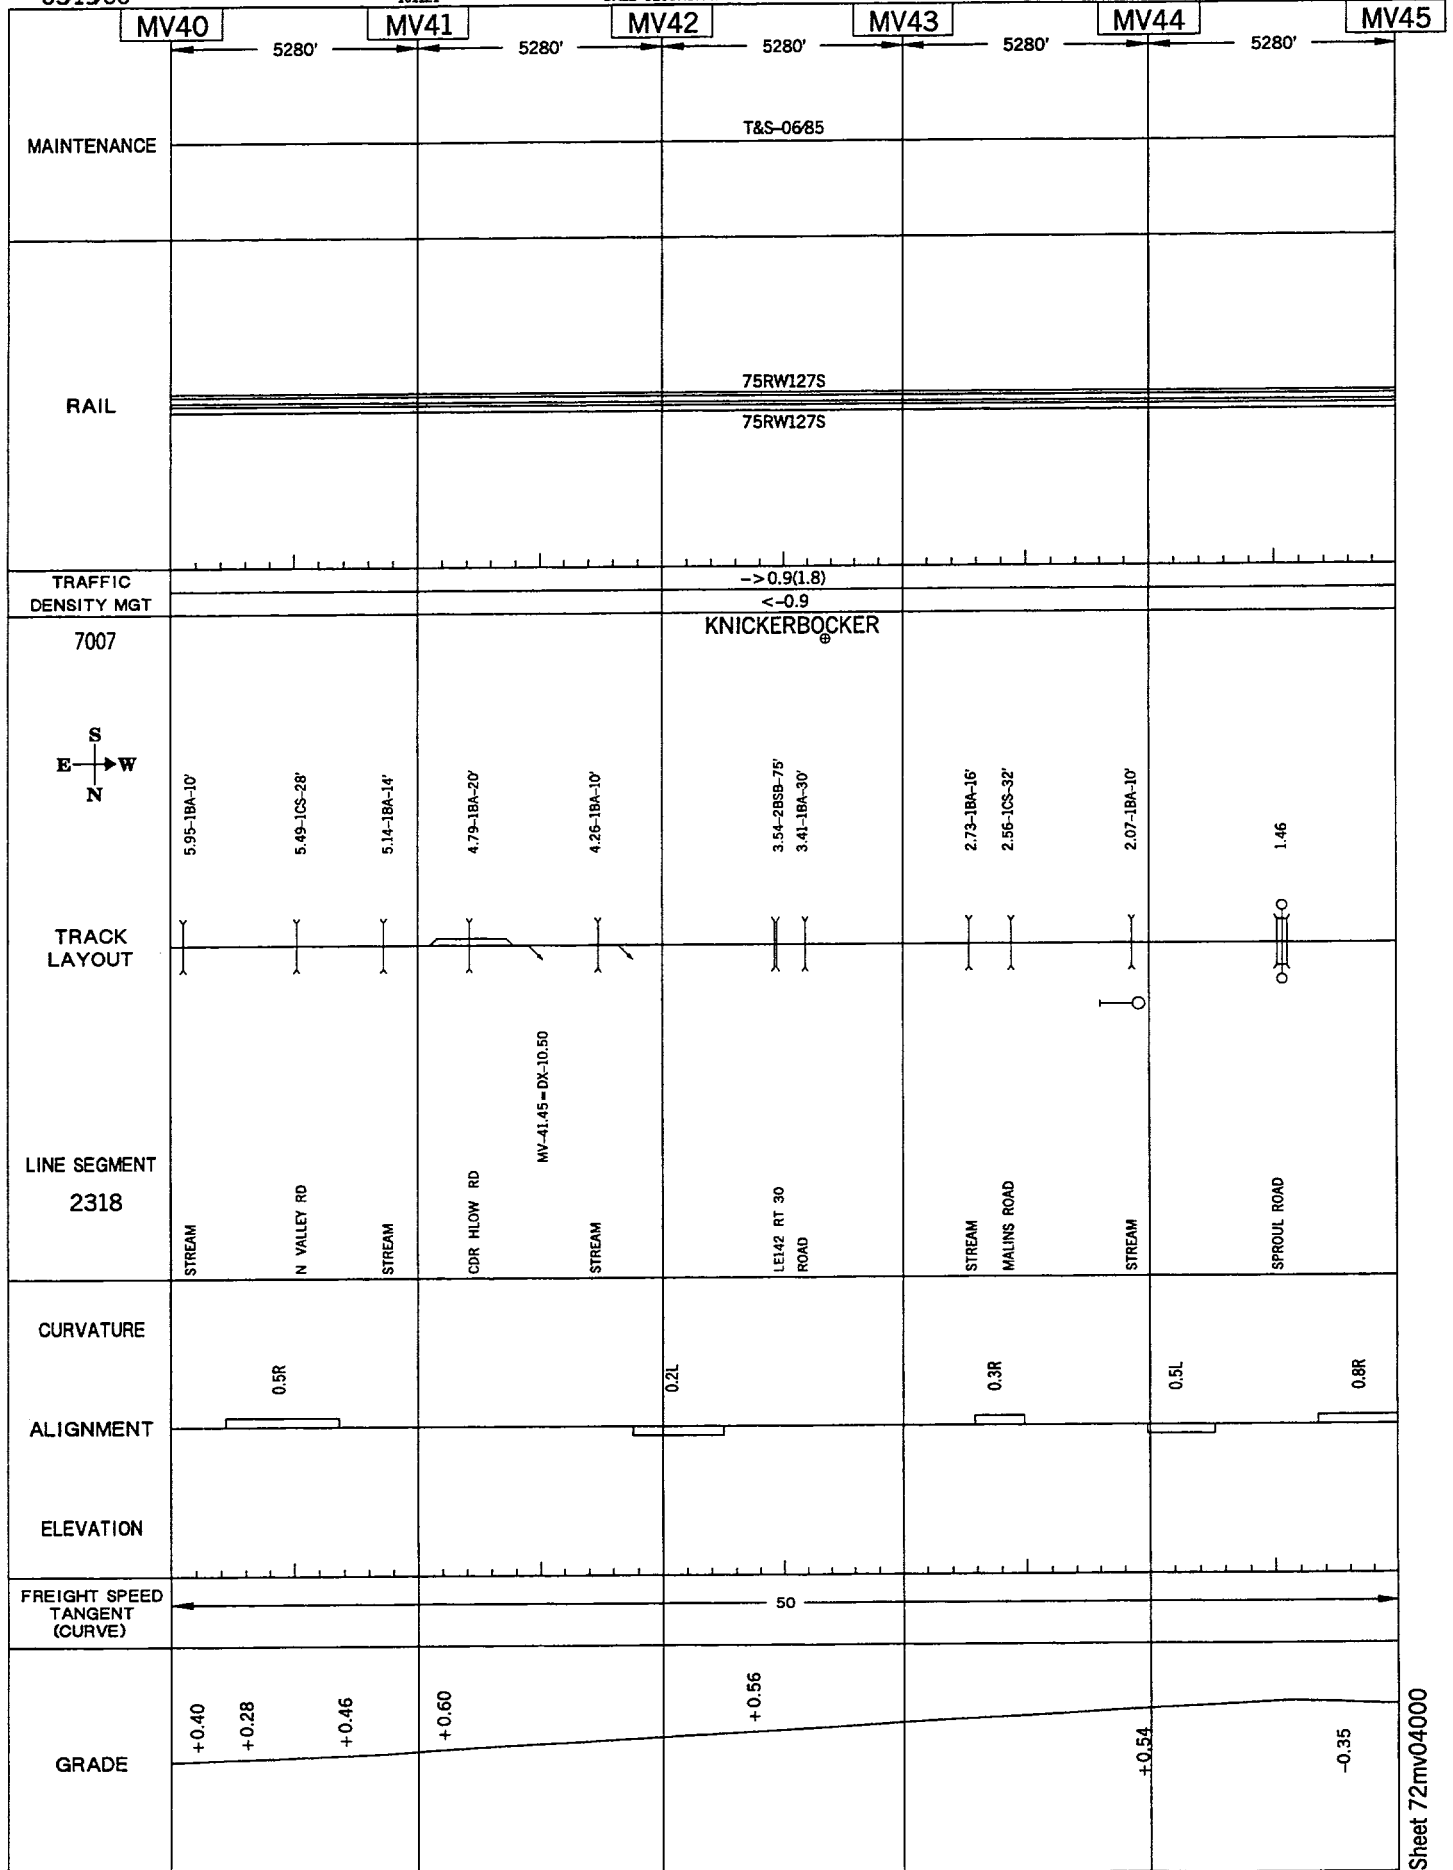 MV40 MV41 MV42 MV43 MV44 MV45
5280' 5280' 5280' 5280' 5280'
MAINTENANCE
T&S-06/85
RAIL
75RW127S
75RW127S
TRAFFIC
DENSITY MGT
->0.9(1.8)
<-0.9
7007
KNICKERBOCKER
S
E W
N
5.95-1BA-10'
5.49-1CS-28'
5.14-1BA-14'
4.79-1BA-20'
4.26-1BA-10'
3.54-2BSB-75'
3.41-1BA-30'
2.73-1BA-16'
2.56-1CS-32'
2.07-1BA-10'
1.46
TRACK
LAYOUT
MV-41.45=DX-10.50
LINE SEGMENT
2318
STREAM
N VALLEY RD
STREAM
CDR HLOW RD
STREAM
LE142 RT 30
ROAD
STREAM
MALINS ROAD
STREAM
SPROUL ROAD
CURVATURE
0.5R
0.2L
0.3R
0.5L
0.8R
ALIGNMENT
ELEVATION
FREIGHT SPEED
TANGENT
(CURVE)
50
GRADE
+0.40
+0.28
+0.46
+0.60
+0.56
+0.54
-0.35
Sheet 72mv04000